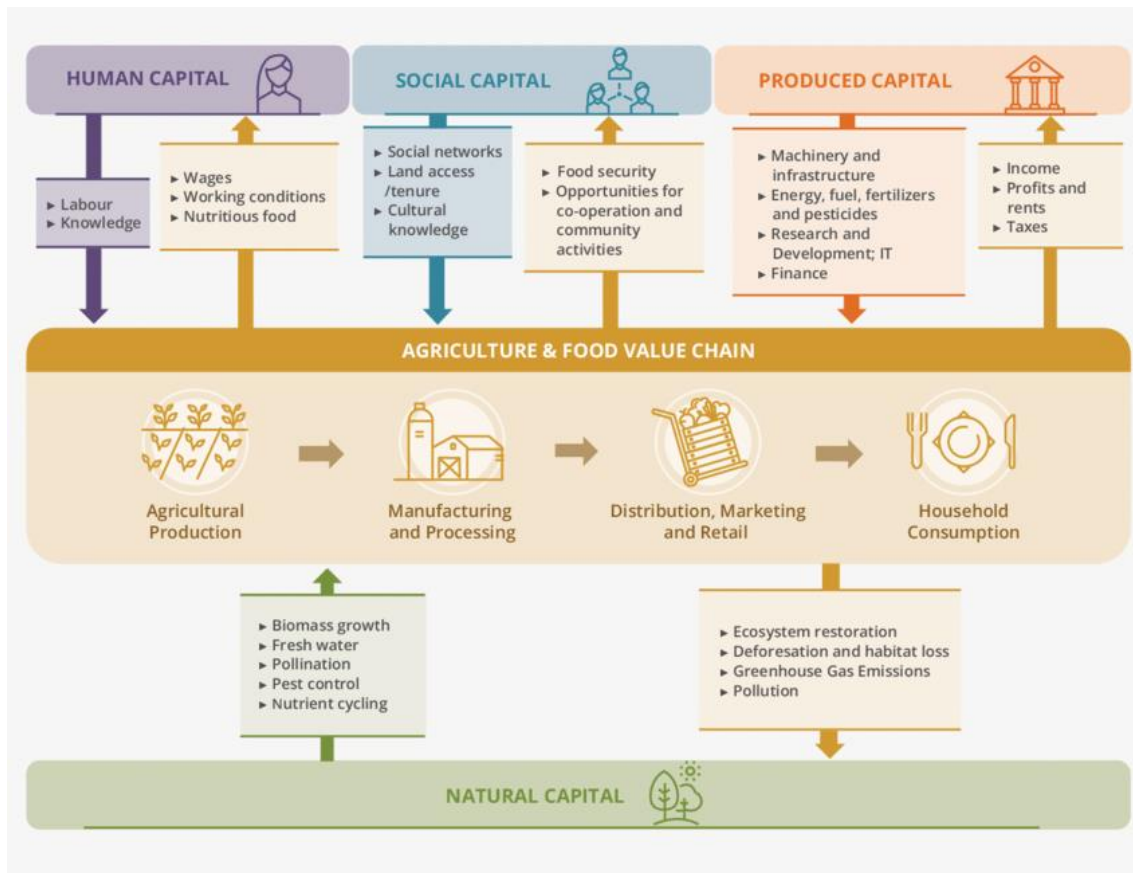 HUMAN CAPITAL
SOCIAL CAPITAL
PRODUCED CAPITAL
▸ Labour
▸ Knowledge
▸ Wages
▸ Working conditions
▸ Nutritious food
▸ Social networks
▸ Land access
/tenure
▸ Cultural
knowledge
▸ Food security
▸ Opportunities for
co-operation and
community
activities
▸ Machinery and
infrastructure
▸ Energy, fuel, fertilizers
and pesticides
▸ Research and
Development; IT
▸ Finance
▸ Income
▸ Profits and
rents
▸ Taxes
AGRICULTURE & FOOD VALUE CHAIN
Agricultural
Production
Manufacturing
and Processing
Distribution, Marketing
and Retail
Household
Consumption
▸ Biomass growth
▸ Fresh water
▸ Pollination
▸ Pest control
▸ Nutrient cycling
▸ Ecosystem restoration
▸ Deforesation and habitat loss
▸ Greenhouse Gas Emissions
▸ Pollution
NATURAL CAPITAL